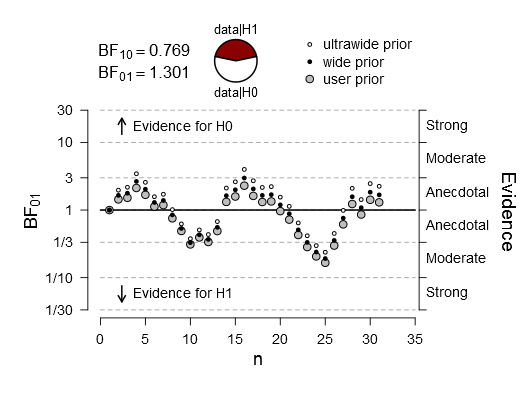 data|H1
BF10 = 0.769
BF01 = 1.301
data|H0
ultrawide prior
wide prior
user prior
30
10
3
1
1/3
1/10
1/30
BF01
Evidence for H0
Evidence for H1
Strong
Moderate
Anecdotal
Anecdotal
Moderate
Strong
Evidence
0 5 10 15 20 25 30 35
n